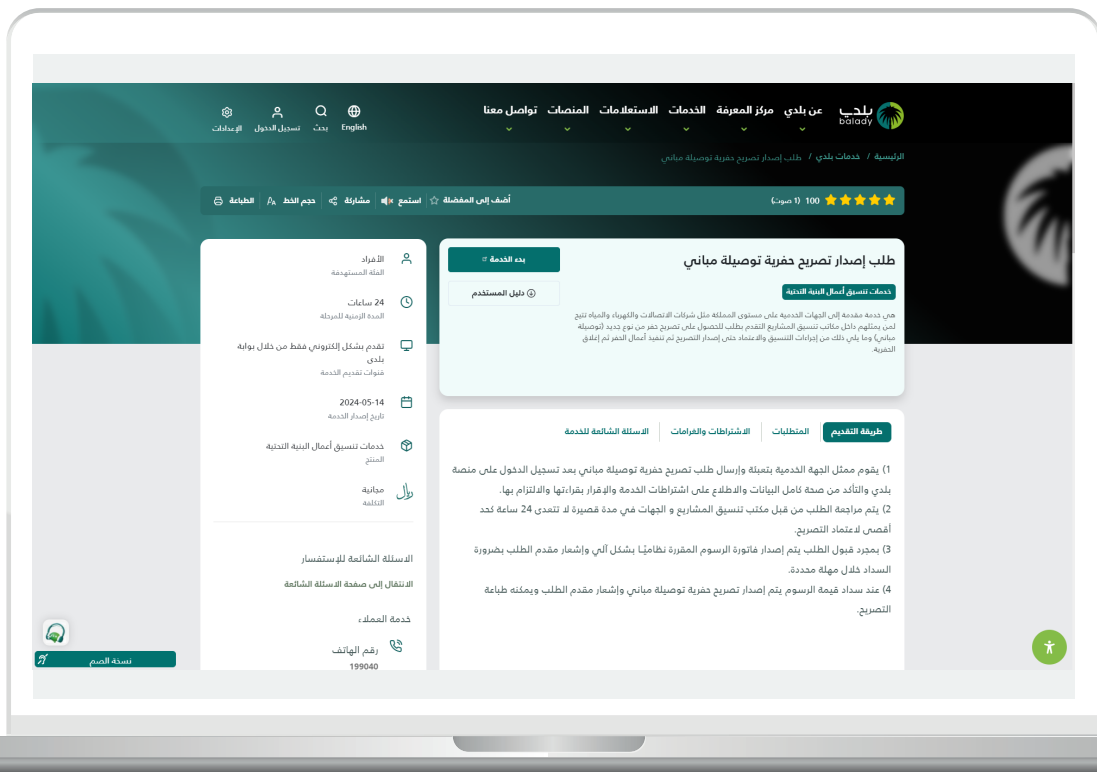 بلدي
balady
عن بلدي
مركز المعرفة
الخدمات
الاستعلامات
المنصات
تواصل معنا
English
بحث
تسجيل الدخول
الإعدادات
الرئيسية / خدمات بلدي / طلب إصدار تصريح حفرية توصيلة مباني
100 (1 صوت)
أضف إلى المفضلة
استمع
مشاركة
حجم الخط
الطباعة
طلب إصدار تصريح حفرية توصيلة مباني
بدء الخدمة
دليل المستخدم
خدمات تنسيق أعمال البنية التحتية
هي خدمة مقدمة إلى الجهات الخدمية على مستوى المملكة مثل شركات الاتصالات والكهرباء والمياه تتيح
لمن يمثلهم داخل مكاتب تنسيق المشاريع التقدم بطلب للحصول على تصريح حفر من نوع جديد (توصيلة
مباني) وما يلي ذلك من إجراءات التنسيق والاعتماد حتى إصدار التصريح ثم تنفيذ أعمال الحفر ثم إغلاق
الحفرية.
طريقة التقديم
المتطلبات
الاشتراطات والغرامات
الاسئلة الشائعة للخدمة
1) يقوم ممثل الجهة الخدمية بتعبئة وإرسال طلب تصريح حفرية توصيلة مباني بعد تسجيل الدخول على منصة
بلدي والتأكد من صحة كامل البيانات والاطلاع على اشتراطات الخدمة والإقرار بقراءتها والالتزام بها.
2) يتم مراجعة الطلب من قبل مكتب تنسيق المشاريع و الجهات في مدة قصيرة لا تتعدى 24 ساعة كحد
أقصى لاعتماد التصريح.
3) بمجرد قبول الطلب يتم إصدار فاتورة الرسوم المقررة نظاميًا بشكل آلي وإشعار مقدم الطلب بضرورة
السداد خلال مهلة محددة.
4) عند سداد قيمة الرسوم يتم إصدار تصريح حفرية توصيلة مباني وإشعار مقدم الطلب ويمكنه طباعة
التصريح.
الأفراد
الفئة المستهدفة
24 ساعات
المدة الزمنية للمرحلة
تقدم بشكل إلكتروني فقط من خلال بوابة
بلدي
قنوات تقديم الخدمة
2024-05-14
تاريخ إصدار الخدمة
خدمات تنسيق أعمال البنية التحتية
المنتج
مجانية
التكلفة
الاسئلة الشائعة للإستفسار
الانتقال إلى صفحة الاسئلة الشائعة
خدمة العملاء
رقم الهاتف
199040
نسخة الصم